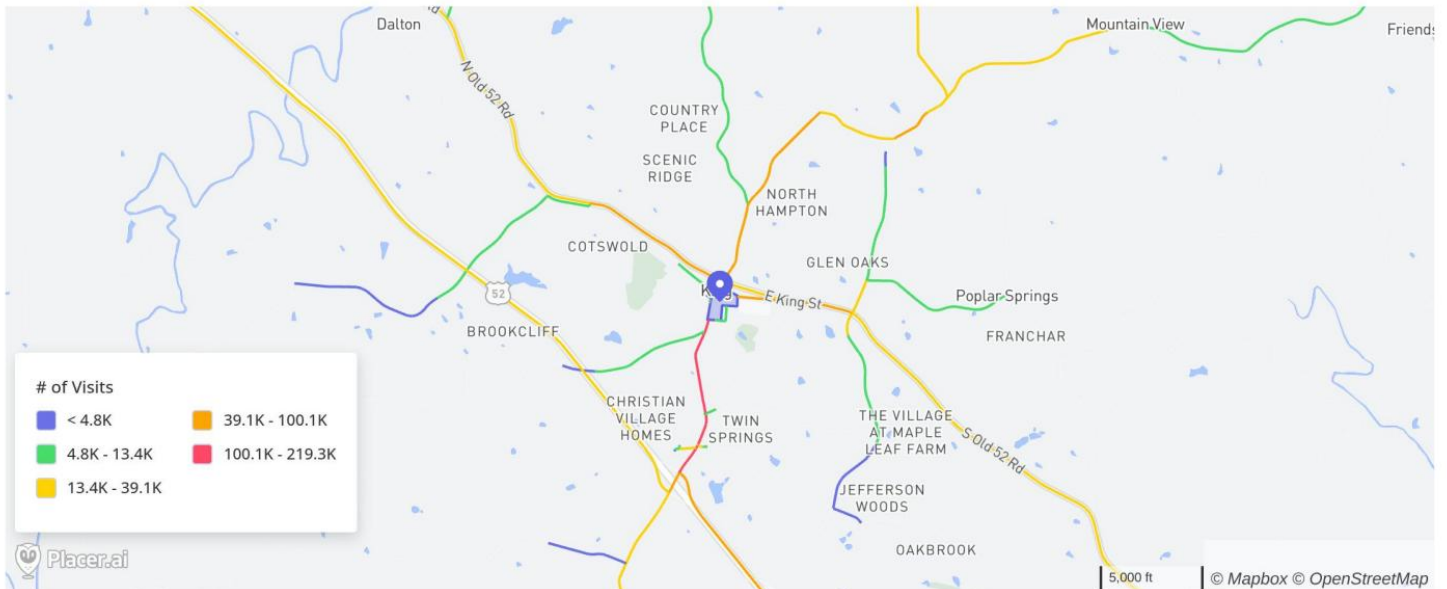 Dalton
Mountain View
N Old 52 Rd
COUNTRY
PLACE
SCENIC
RIDGE
NORTH
HAMPTON
COTSWOLD
GLEN OAKS
E King St
Poplar Springs
52
BROOKCLIFF
FRANCHAR
# of Visits
< 4.8K
39.1K - 100.1K
4.8K - 13.4K
100.1K - 219.3K
13.4K - 39.1K
CHRISTIAN
VILLAGE
HOMES
TWIN
SPRINGS
THE VILLAGE
AT MAPLE
LEAF FARM
S Old 52 Rd
JEFFERSON
WOODS
OAKBROOK
Placer.ai
5,000 ft
© Mapbox © OpenStreetMap